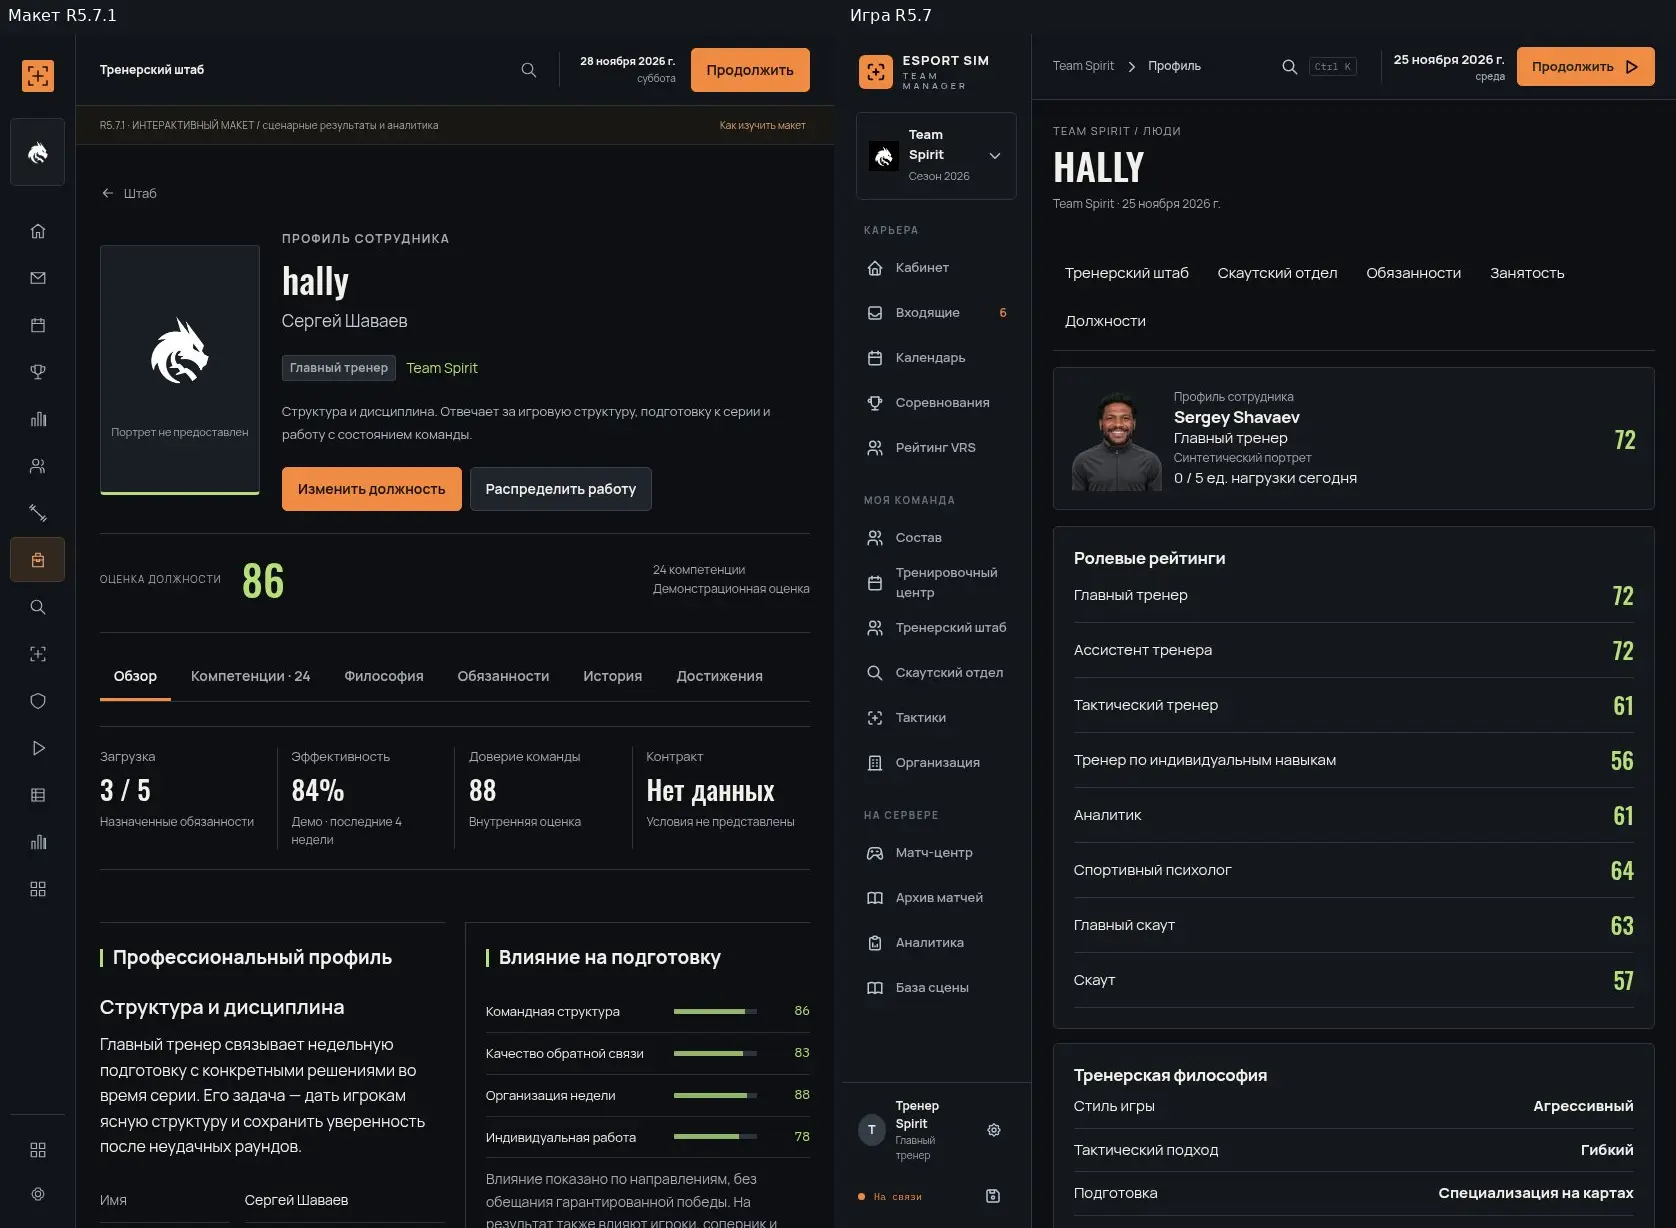 Макет R5.7.1
Тренерский штаб
28 ноября 2026 г.
суббота
Продолжить
R5.7.1 · ИНТЕРАКТИВНЫЙ МАКЕТ / сценарные результаты и аналитика
Как изучить макет
Штаб
Портрет не предоставлен
ПРОФИЛЬ СОТРУДНИКА
hally
Сергей Шаваев
Главный тренер
Team Spirit
Структура и дисциплина. Отвечает за игровую структуру, подготовку к серии и
работу с состоянием команды.
Изменить должность
Распределить работу
ОЦЕНКА ДОЛЖНОСТИ
86
24 компетенции
Демонстрационная оценка
Обзор
Компетенции · 24
Философия
Обязанности
История
Достижения
Загрузка
3 / 5
Назначенные обязанности
Эффективность
84%
Демо · последние 4
недели
Доверие команды
88
Внутренняя оценка
Контракт
Нет данных
Условия не представлены
Профессиональный профиль
Структура и дисциплина
Главный тренер связывает недельную
подготовку с конкретными решениями во
время серии. Его задача — дать игрокам
ясную структуру и сохранить уверенность
после неудачных раундов.
Имя
Сергей Шаваев
Влияние на подготовку
Командная структура 86
Качество обратной связи 83
Организация недели 88
Индивидуальная работа 78
Влияние показано по направлениям, без
обещания гарантированной победы. На
результат также влияют игроки, соперник и
Игра R5.7
ESPORT SIM
TEAM
MANAGER
Team
Spirit
Сезон 2026
КАРЬЕРА
Кабинет
Входящие 6
Календарь
Соревнования
Рейтинг VRS
МОЯ КОМАНДА
Состав
Тренировочный
центр
Тренерский штаб
Скаутский отдел
Тактики
Организация
НА СЕРВЕРЕ
Матч-центр
Архив матчей
Аналитика
База сцены
Т
Тренер
Spirit
Главный
тренер
На связи
Team Spirit
Профиль
Ctrl K
25 ноября 2026 г.
среда
Продолжить
TEAM SPIRIT / ЛЮДИ
HALLY
Team Spirit · 25 ноября 2026 г.
Тренерский штаб
Скаутский отдел
Обязанности
Занятость
Должности
Профиль сотрудника
Sergey Shavaev
Главный тренер
Синтетический портрет
0 / 5 ед. нагрузки сегодня
72
Ролевые рейтинги
Главный тренер 72
Ассистент тренера 72
Тактический тренер 61
Тренер по индивидуальным навыкам 56
Аналитик 61
Спортивный психолог 64
Главный скаут 63
Скаут 57
Тренерская философия
Стиль игры Агрессивный
Тактический подход Гибкий
Подготовка Специализация на картах